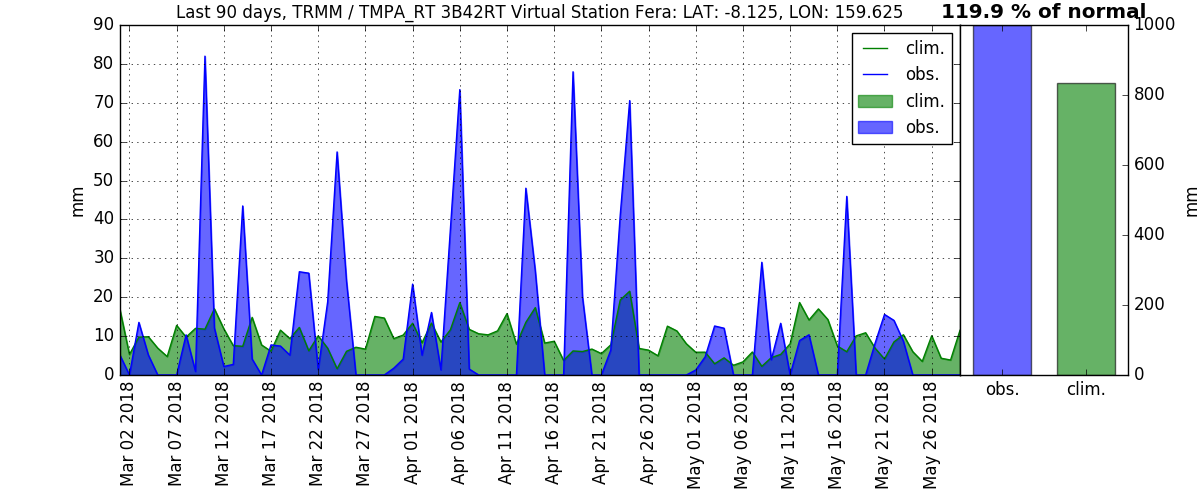 Last 90 days, TRMM / TMPA_RT 3B42RT Virtual Station Fera: LAT: -8.125, LON: 159.625
119.9 % of normal
90
80
70
60
50
40
30
20
10
0
mm
clim.
obs.
clim.
obs.
Mar 02 2018
Mar 07 2018
Mar 12 2018
Mar 17 2018
Mar 22 2018
Mar 27 2018
Apr 01 2018
Apr 06 2018
Apr 11 2018
Apr 16 2018
Apr 21 2018
Apr 26 2018
May 01 2018
May 06 2018
May 11 2018
May 16 2018
May 21 2018
May 26 2018
1000
800
600
400
200
0
mm
obs.
clim.